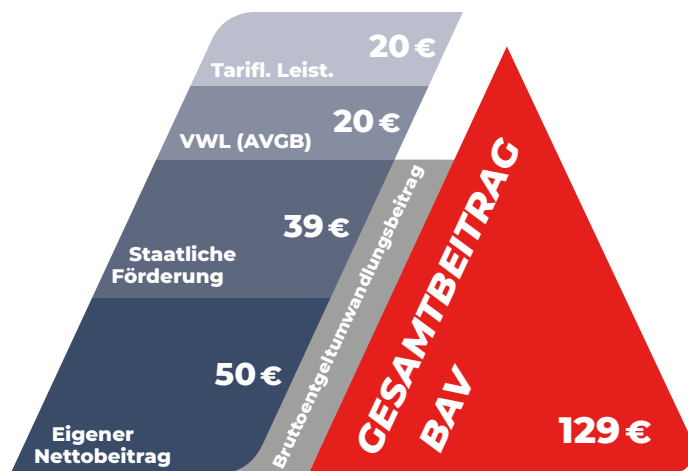 20 €
Tarifl. Leist.
20 €
VWL (AVGB)
39 €
Staatliche
Förderung
50 €
Eigener
Nettobeitrag
Bruttoentgeltumwandlungsbeitrag
GESAMTBEITRAG
BAV
129 €